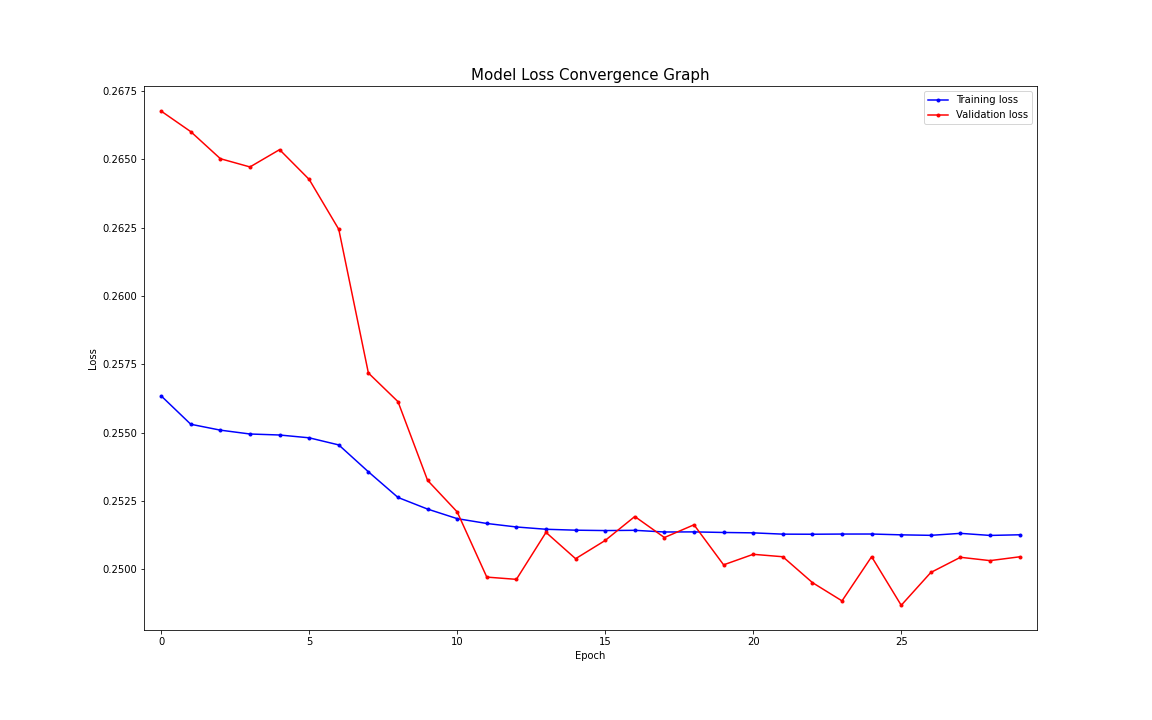 Model Loss Convergence Graph
Training loss
Validation loss
0.2675
0.2650
0.2625
0.2600
0.2575
0.2550
0.2525
0.2500
Loss
0 5 10 15 20 25
Epoch